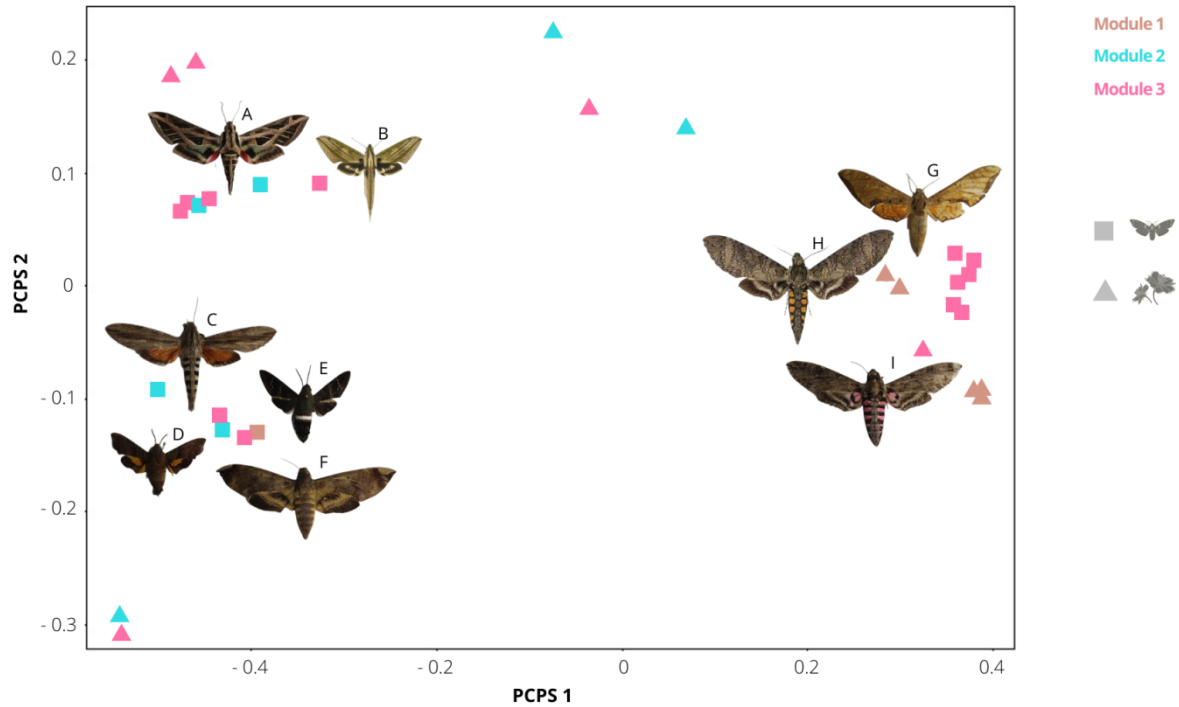 Module 1
Module 2
Module 3
PCPS 2
0.2
0.1
0
- 0.1
- 0.2
- 0.3
A
B
C
D
E
F
G
H
I
- 0.4
- 0.2
0
0.2
0.4
PCPS 1